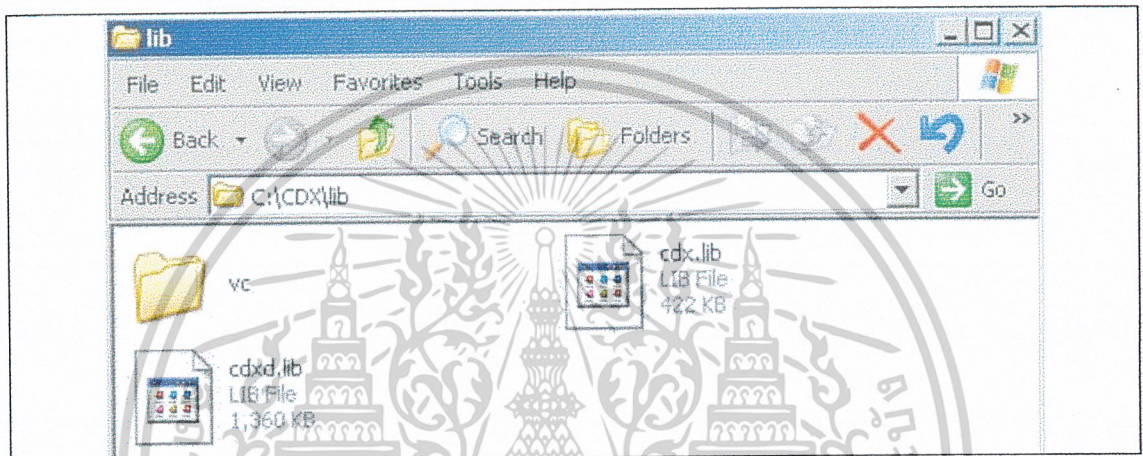 lib
File Edit View Favorites Tools Help
Back Search Folders »
Address C:\CDX\lib Go
vc
cdx.lib
LIB File
422 KB
cdxd.lib
LIB File
1,360 KB